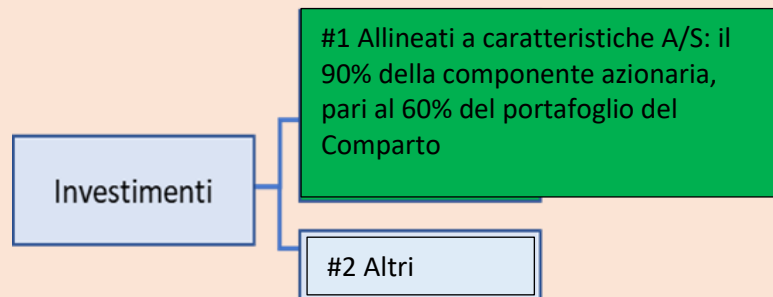 #1 Allineati a caratteristiche A/S: il
90% della componente azionaria,
pari al 60% del portafoglio del
Comparto
Investimenti
#2 Altri